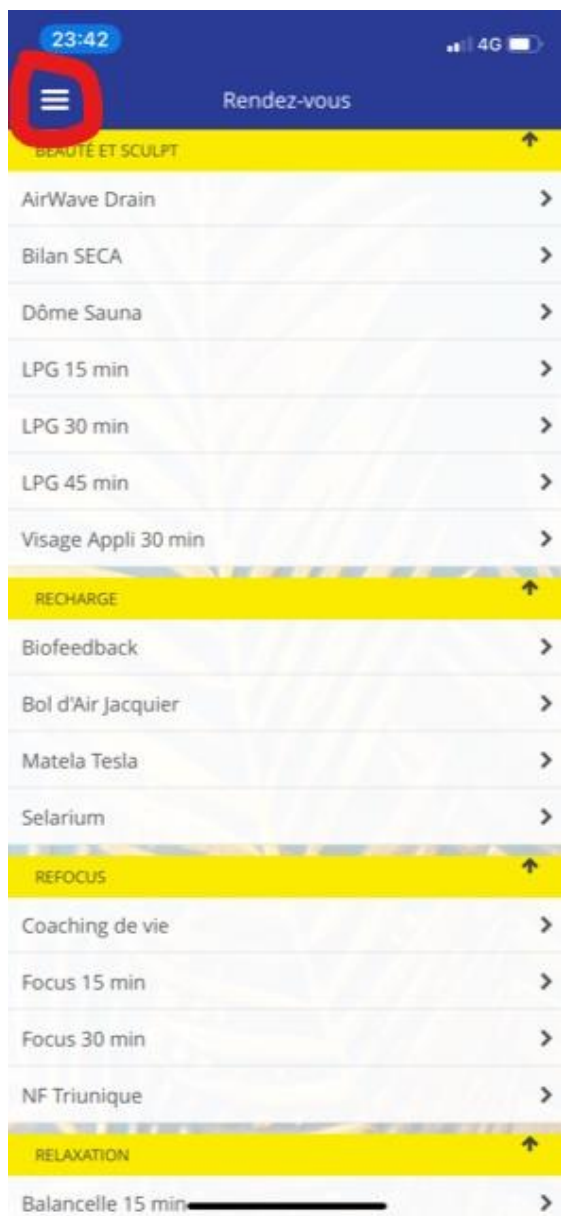 23:42
4G
Rendez-vous
BEAUTÉ ET SCULPT
AirWave Drain
Bilan SECA
Dôme Sauna
LPG 15 min
LPG 30 min
LPG 45 min
Visage Appli 30 min
RECHARGE
Biofeedback
Bol d'Air Jacquier
Matela Tesla
Selarium
REFOCUS
Coaching de vie
Focus 15 min
Focus 30 min
NF Triunique
RELAXATION
Balancelle 15 min